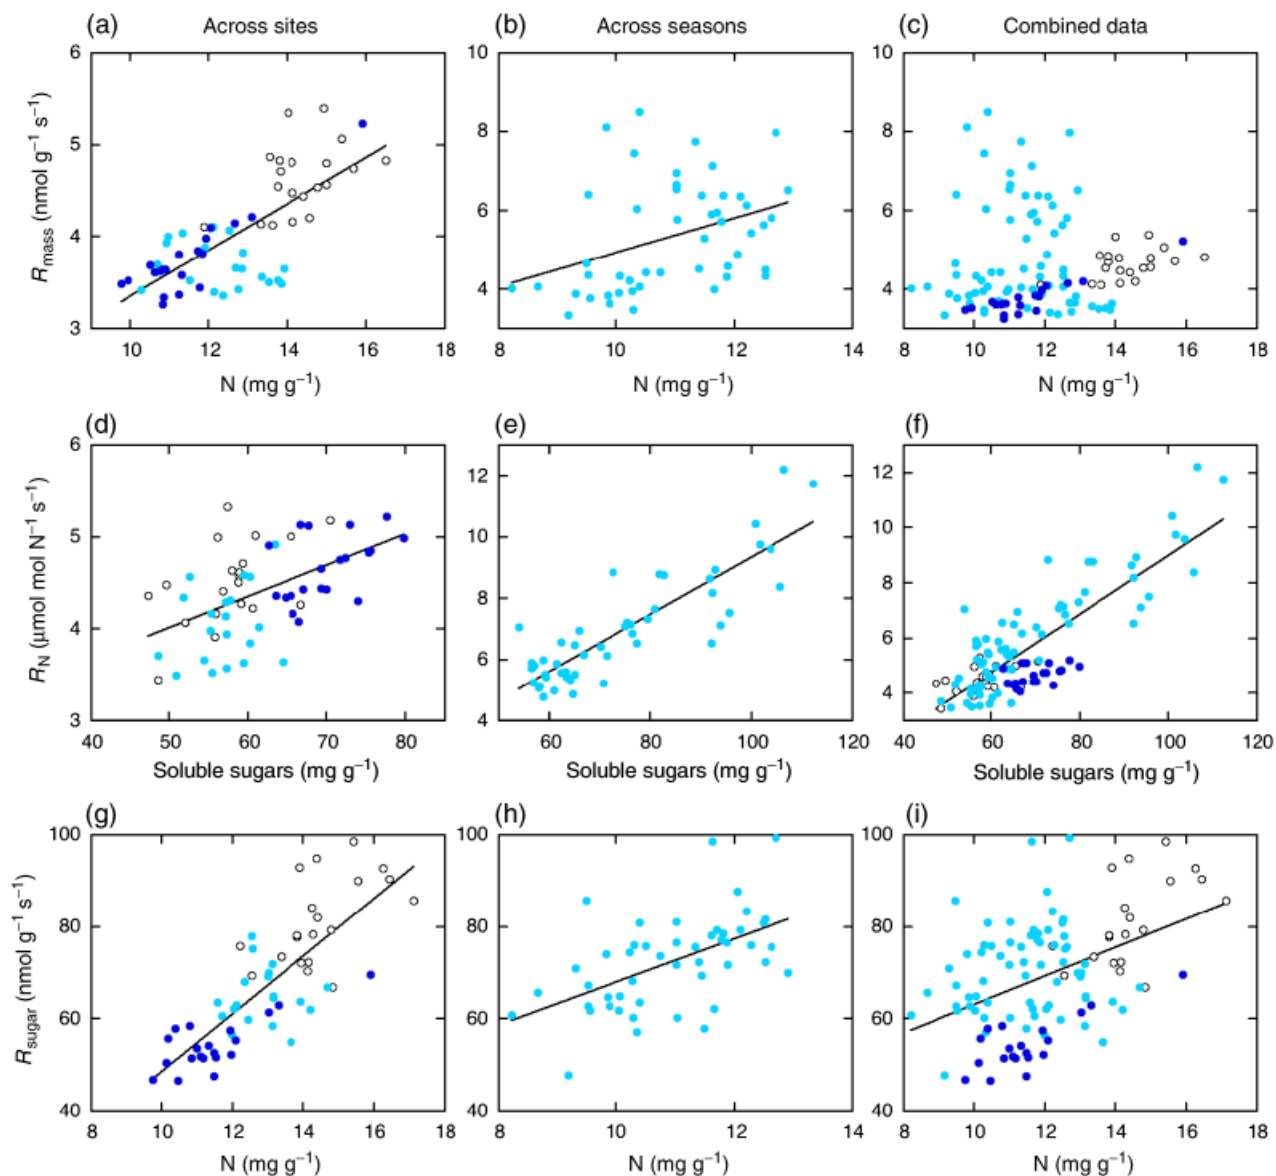 (a) Across sites (b) Across seasons (c) Combined data
6 10 10
5 8 8
4 6 6
3 4 4
R_mass (nmol g⁻¹ s⁻¹)
10 12 14 16 18 8 10 12 14 8 10 12 14 16 18
N (mg g⁻¹) N (mg g⁻¹) N (mg g⁻¹)
(d) (e) (f)
6 12 12
5 10 10
4 8 8
3 6 6
4 4
R_N (µmol mol N⁻¹ s⁻¹)
40 50 60 70 80 60 80 100 120 40 60 80 100 120
Soluble sugars (mg g⁻¹) Soluble sugars (mg g⁻¹) Soluble sugars (mg g⁻¹)
(g) (h) (i)
100 100 100
80 80 80
60 60 60
40 40 40
R_sugar (nmol g⁻¹ s⁻¹)
8 10 12 14 16 18 8 10 12 14 8 10 12 14 16 18
N (mg g⁻¹) N (mg g⁻¹) N (mg g⁻¹)